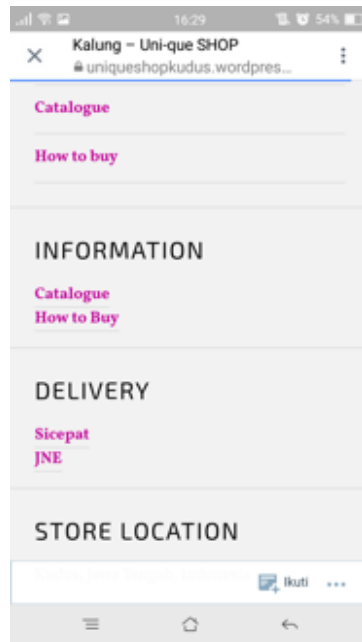 16:29
54%
Kalung – Uni-que SHOP
uniqueshopkudus.wordpres...
Catalogue
How to buy
INFORMATION
Catalogue
How to Buy
DELIVERY
Sicepat
JNE
STORE LOCATION
Ikuti